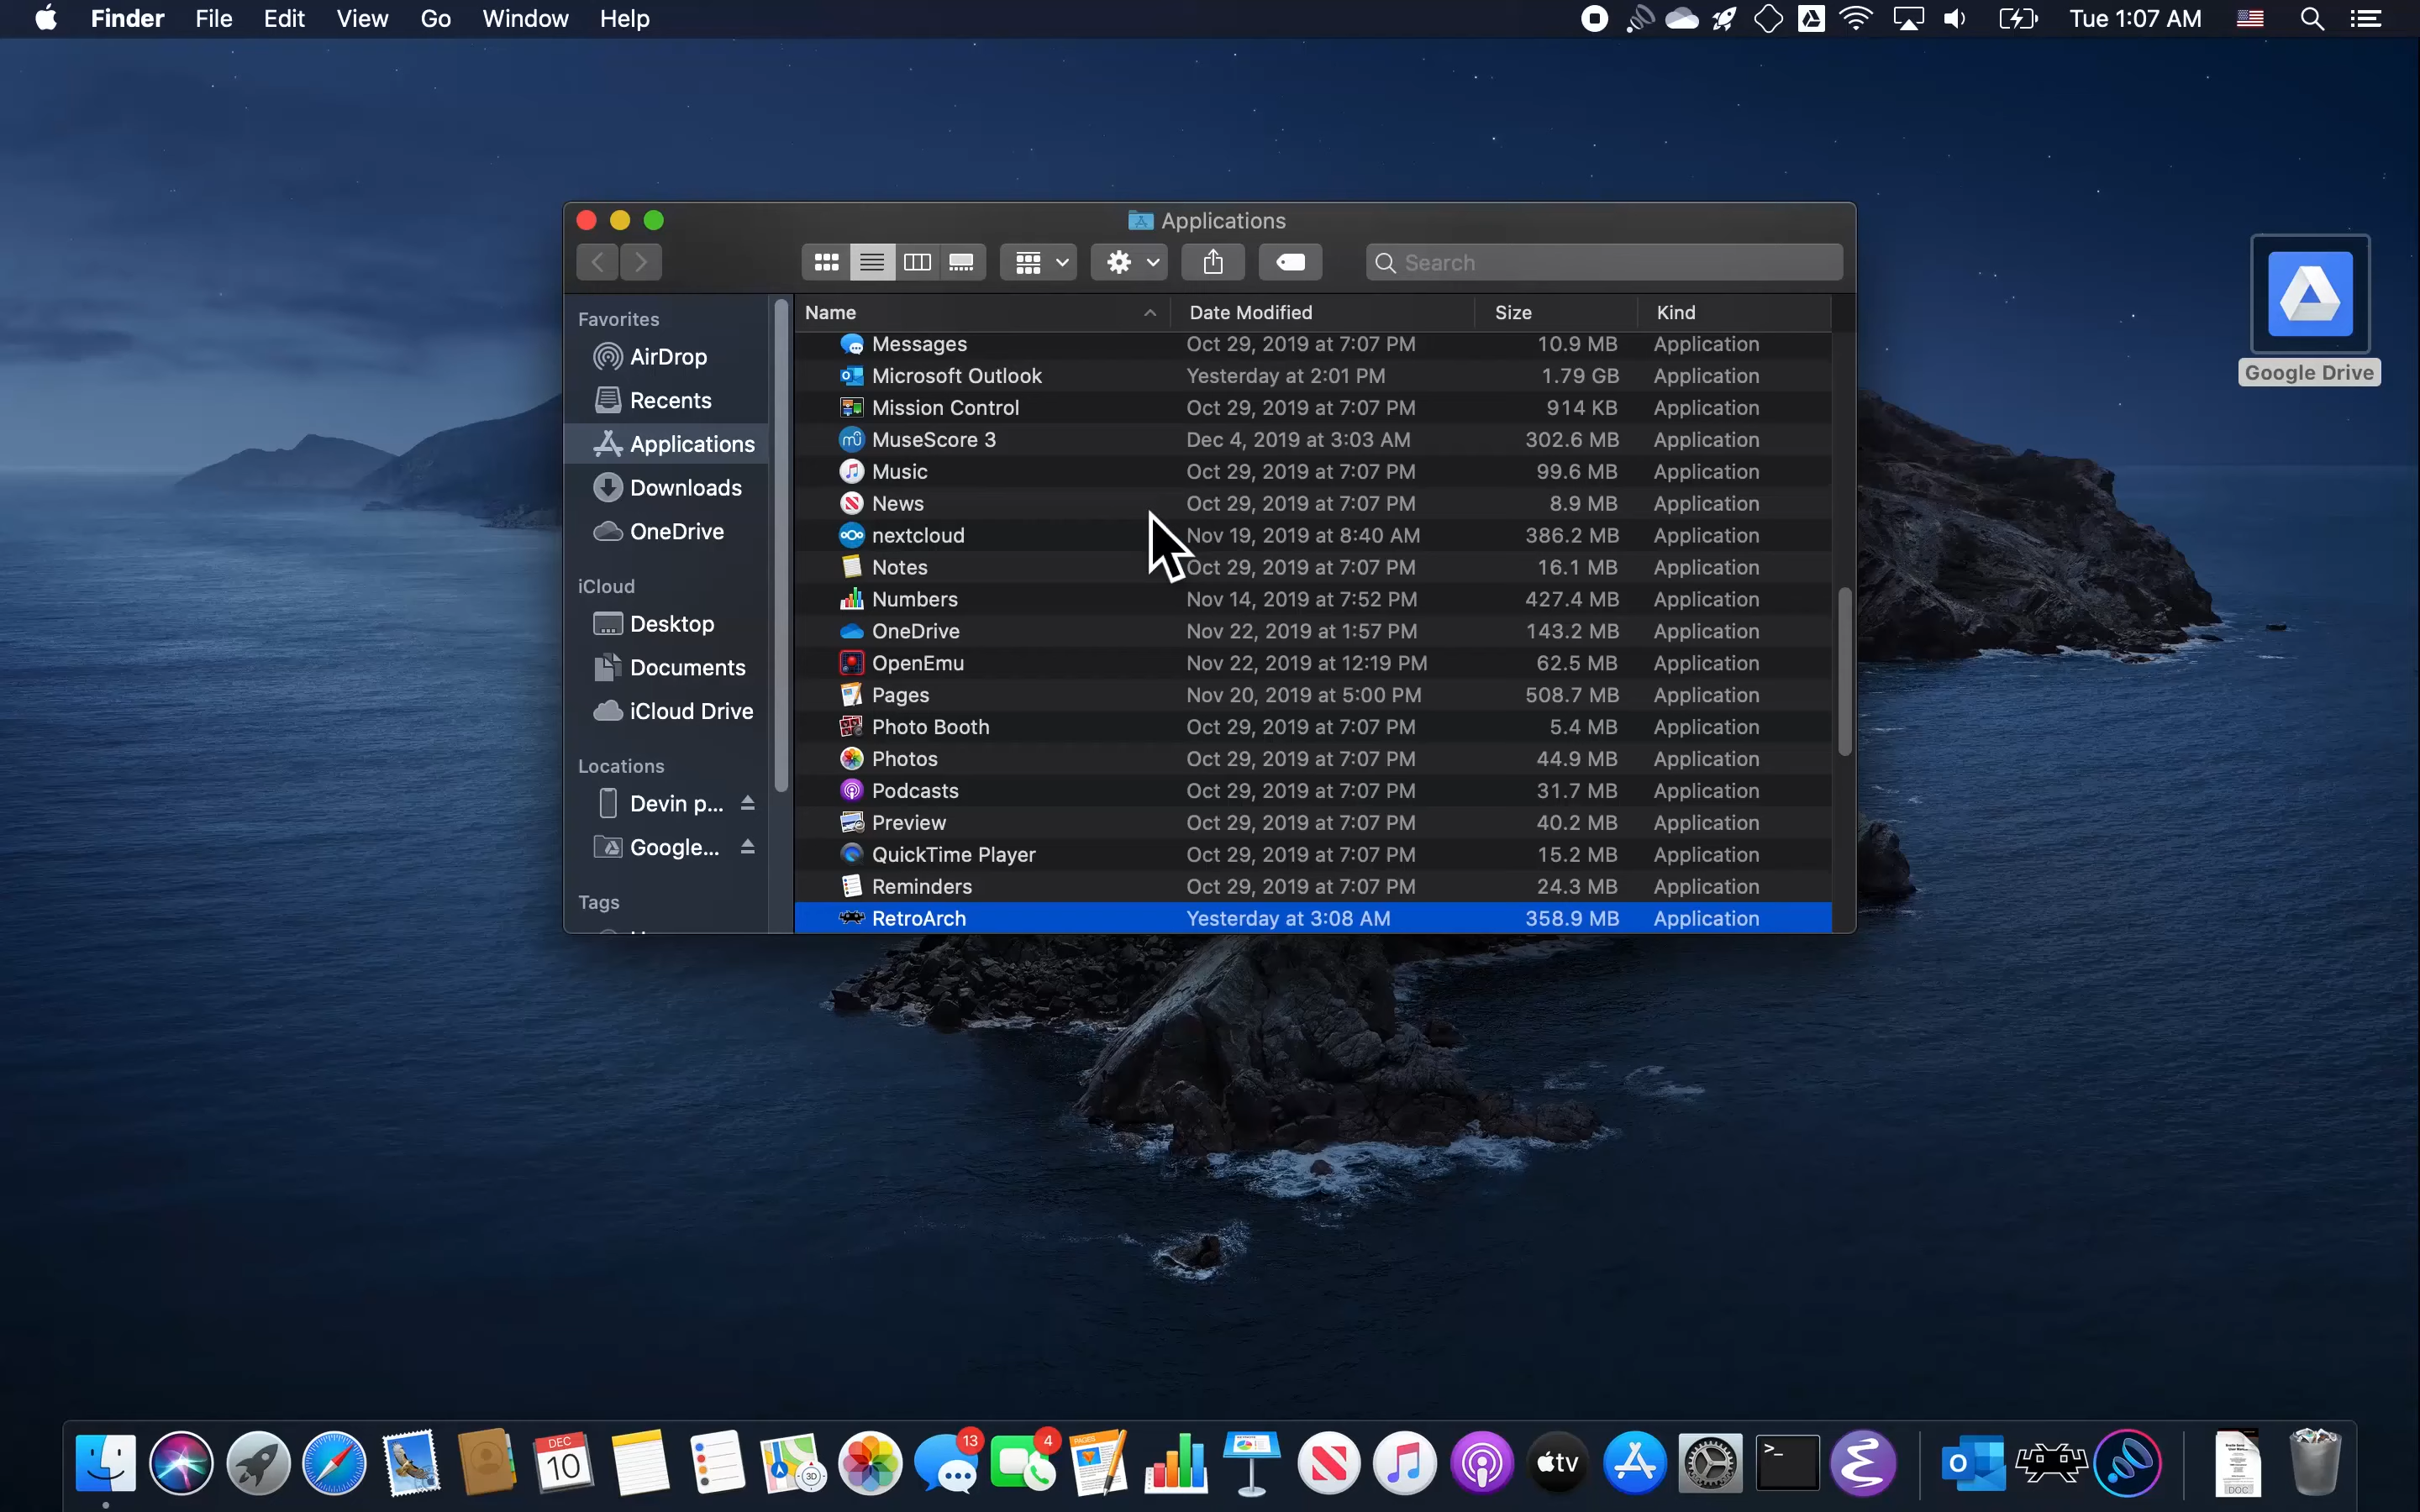 Finder File Edit View Go Window Help Tue 1:07 AM
Applications
Search
Google Drive
Favorites
AirDrop
Recents
Applications
Downloads
OneDrive
iCloud
Desktop
Documents
iCloud Drive
Locations
Devin p...
Google...
Tags
Name Date Modified Size Kind
Messages Oct 29, 2019 at 7:07 PM 10.9 MB Application
Microsoft Outlook Yesterday at 2:01 PM 1.79 GB Application
Mission Control Oct 29, 2019 at 7:07 PM 914 KB Application
MuseScore 3 Dec 4, 2019 at 3:03 AM 302.6 MB Application
Music Oct 29, 2019 at 7:07 PM 99.6 MB Application
News Oct 29, 2019 at 7:07 PM 8.9 MB Application
nextcloud Nov 19, 2019 at 8:40 AM 386.2 MB Application
Notes Oct 29, 2019 at 7:07 PM 16.1 MB Application
Numbers Nov 14, 2019 at 7:52 PM 427.4 MB Application
OneDrive Nov 22, 2019 at 1:57 PM 143.2 MB Application
OpenEmu Nov 22, 2019 at 12:19 PM 62.5 MB Application
Pages Nov 20, 2019 at 5:00 PM 508.7 MB Application
Photo Booth Oct 29, 2019 at 7:07 PM 5.4 MB Application
Photos Oct 29, 2019 at 7:07 PM 44.9 MB Application
Podcasts Oct 29, 2019 at 7:07 PM 31.7 MB Application
Preview Oct 29, 2019 at 7:07 PM 40.2 MB Application
QuickTime Player Oct 29, 2019 at 7:07 PM 15.2 MB Application
Reminders Oct 29, 2019 at 7:07 PM 24.3 MB Application
RetroArch Yesterday at 3:08 AM 358.9 MB Application
DEC
10
3D
13
4
PAGES
tv
>_
O
DOC